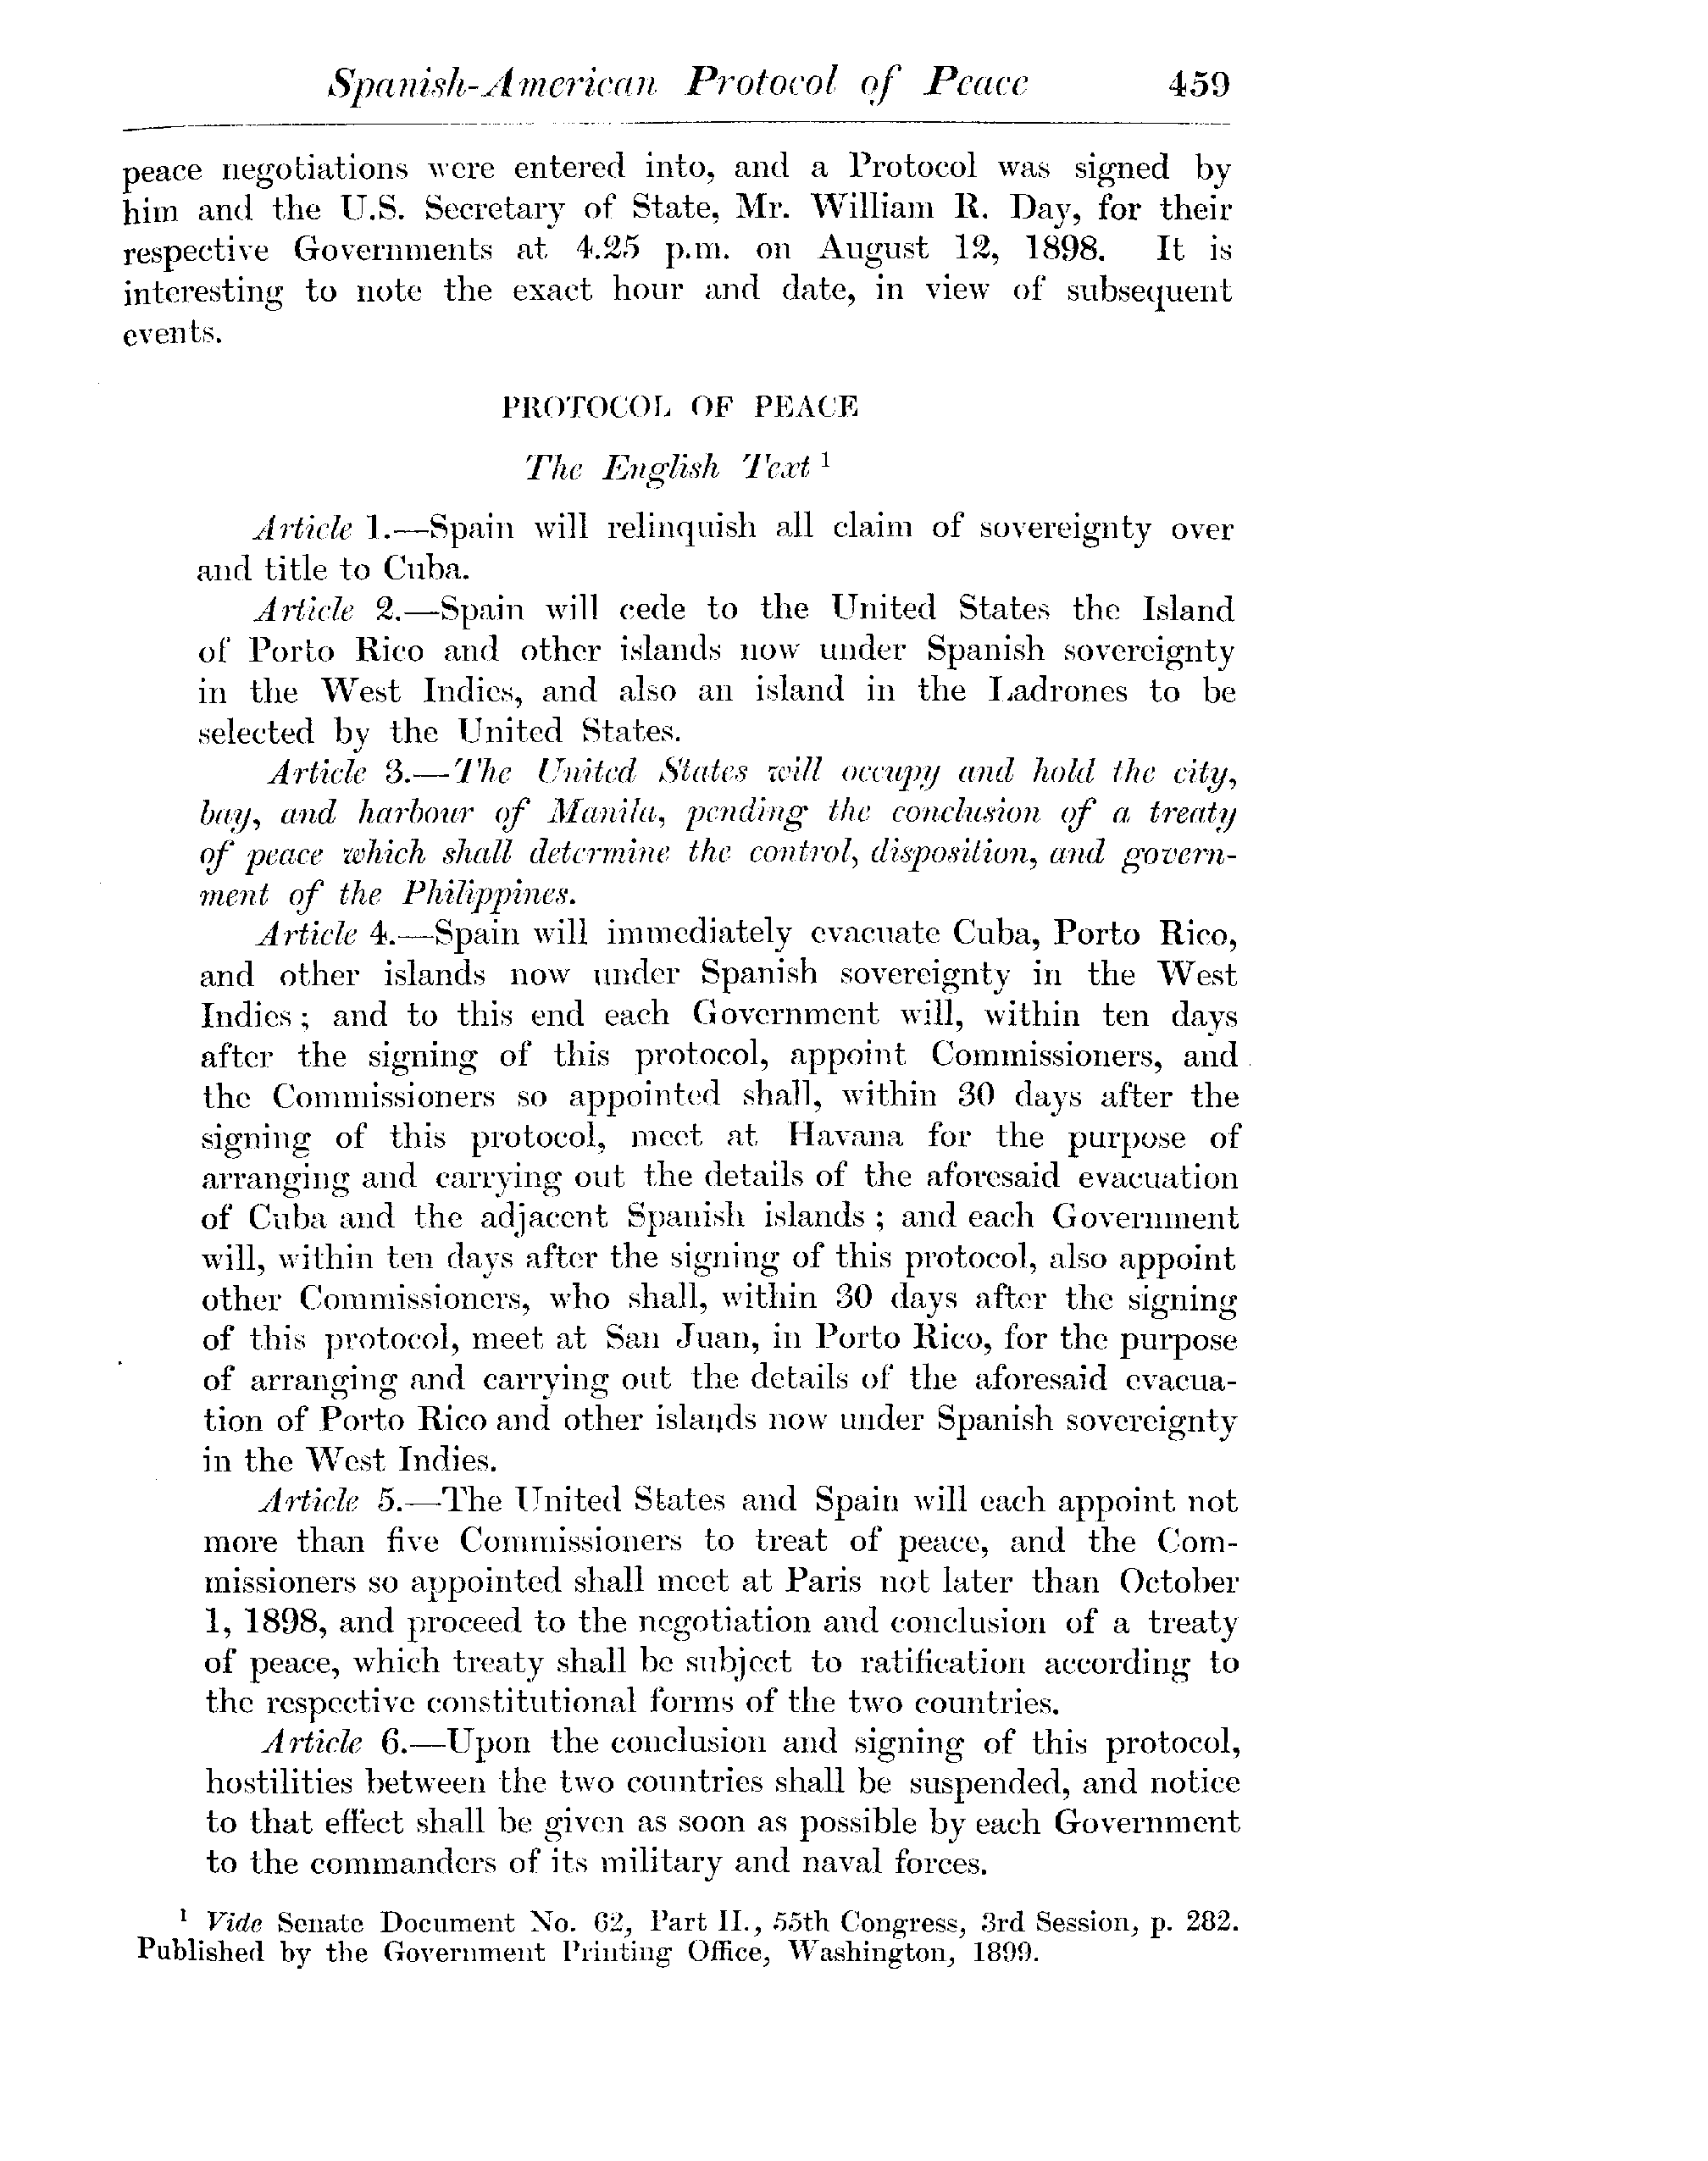 Spanish-American Protocol of Peace 459
peace negotiations were entered into, and a Protocol was signed by
him and the U.S. Secretary of State, Mr. William R. Day, for their
respective Governments at 4.25 p.m. on August 12, 1898. It is
interesting to note the exact hour and date, in view of subsequent
events.
PROTOCOL OF PEACE
The English Text 1
Article 1.—Spain will relinquish all claim of sovereignty over
and title to Cuba.
Article 2.—Spain will cede to the United States the Island
of Porto Rico and other islands now under Spanish sovereignty
in the West Indies, and also an island in the Ladrones to be
selected by the United States.
Article 3.—The United States will occupy and hold the city,
bay, and harbour of Manila, pending the conclusion of a treaty
of peace which shall determine the control, disposition, and govern-
ment of the Philippines.
Article 4.—Spain will immediately evacuate Cuba, Porto Rico,
and other islands now under Spanish sovereignty in the West
Indies; and to this end each Government will, within ten days
after the signing of this protocol, appoint Commissioners, and
the Commissioners so appointed shall, within 30 days after the
signing of this protocol, meet at Havana for the purpose of
arranging and carrying out the details of the aforesaid evacuation
of Cuba and the adjacent Spanish islands; and each Government
will, within ten days after the signing of this protocol, also appoint
other Commissioners, who shall, within 30 days after the signing
of this protocol, meet at San Juan, in Porto Rico, for the purpose
of arranging and carrying out the details of the aforesaid evacua-
tion of Porto Rico and other islands now under Spanish sovereignty
in the West Indies.
Article 5.—The United States and Spain will each appoint not
more than five Commissioners to treat of peace, and the Com-
missioners so appointed shall meet at Paris not later than October
1, 1898, and proceed to the negotiation and conclusion of a treaty
of peace, which treaty shall be subject to ratification according to
the respective constitutional forms of the two countries.
Article 6.—Upon the conclusion and signing of this protocol,
hostilities between the two countries shall be suspended, and notice
to that effect shall be given as soon as possible by each Government
to the commanders of its military and naval forces.
1 Vide Senate Document No. 62, Part II., 55th Congress, 3rd Session, p. 282.
Published by the Government Printing Office, Washington, 1899.